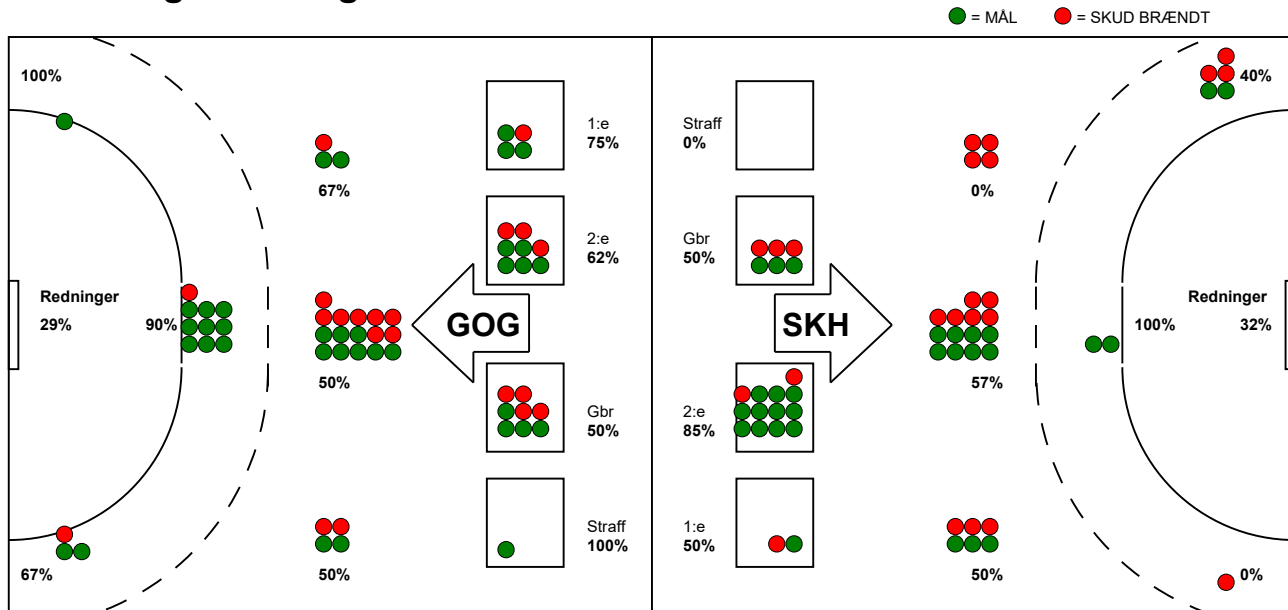 = MÅL
= SKUD BRÆNDT
100%
67%
Redninger
29%
90%
50%
67%
50%
GOG
1:e
75%
2:e
62%
Gbr
50%
Straff
100%
Straff
0%
Gbr
50%
SKH
2:e
85%
1:e
50%
40%
0%
57%
Redninger
100%
32%
50%
0%